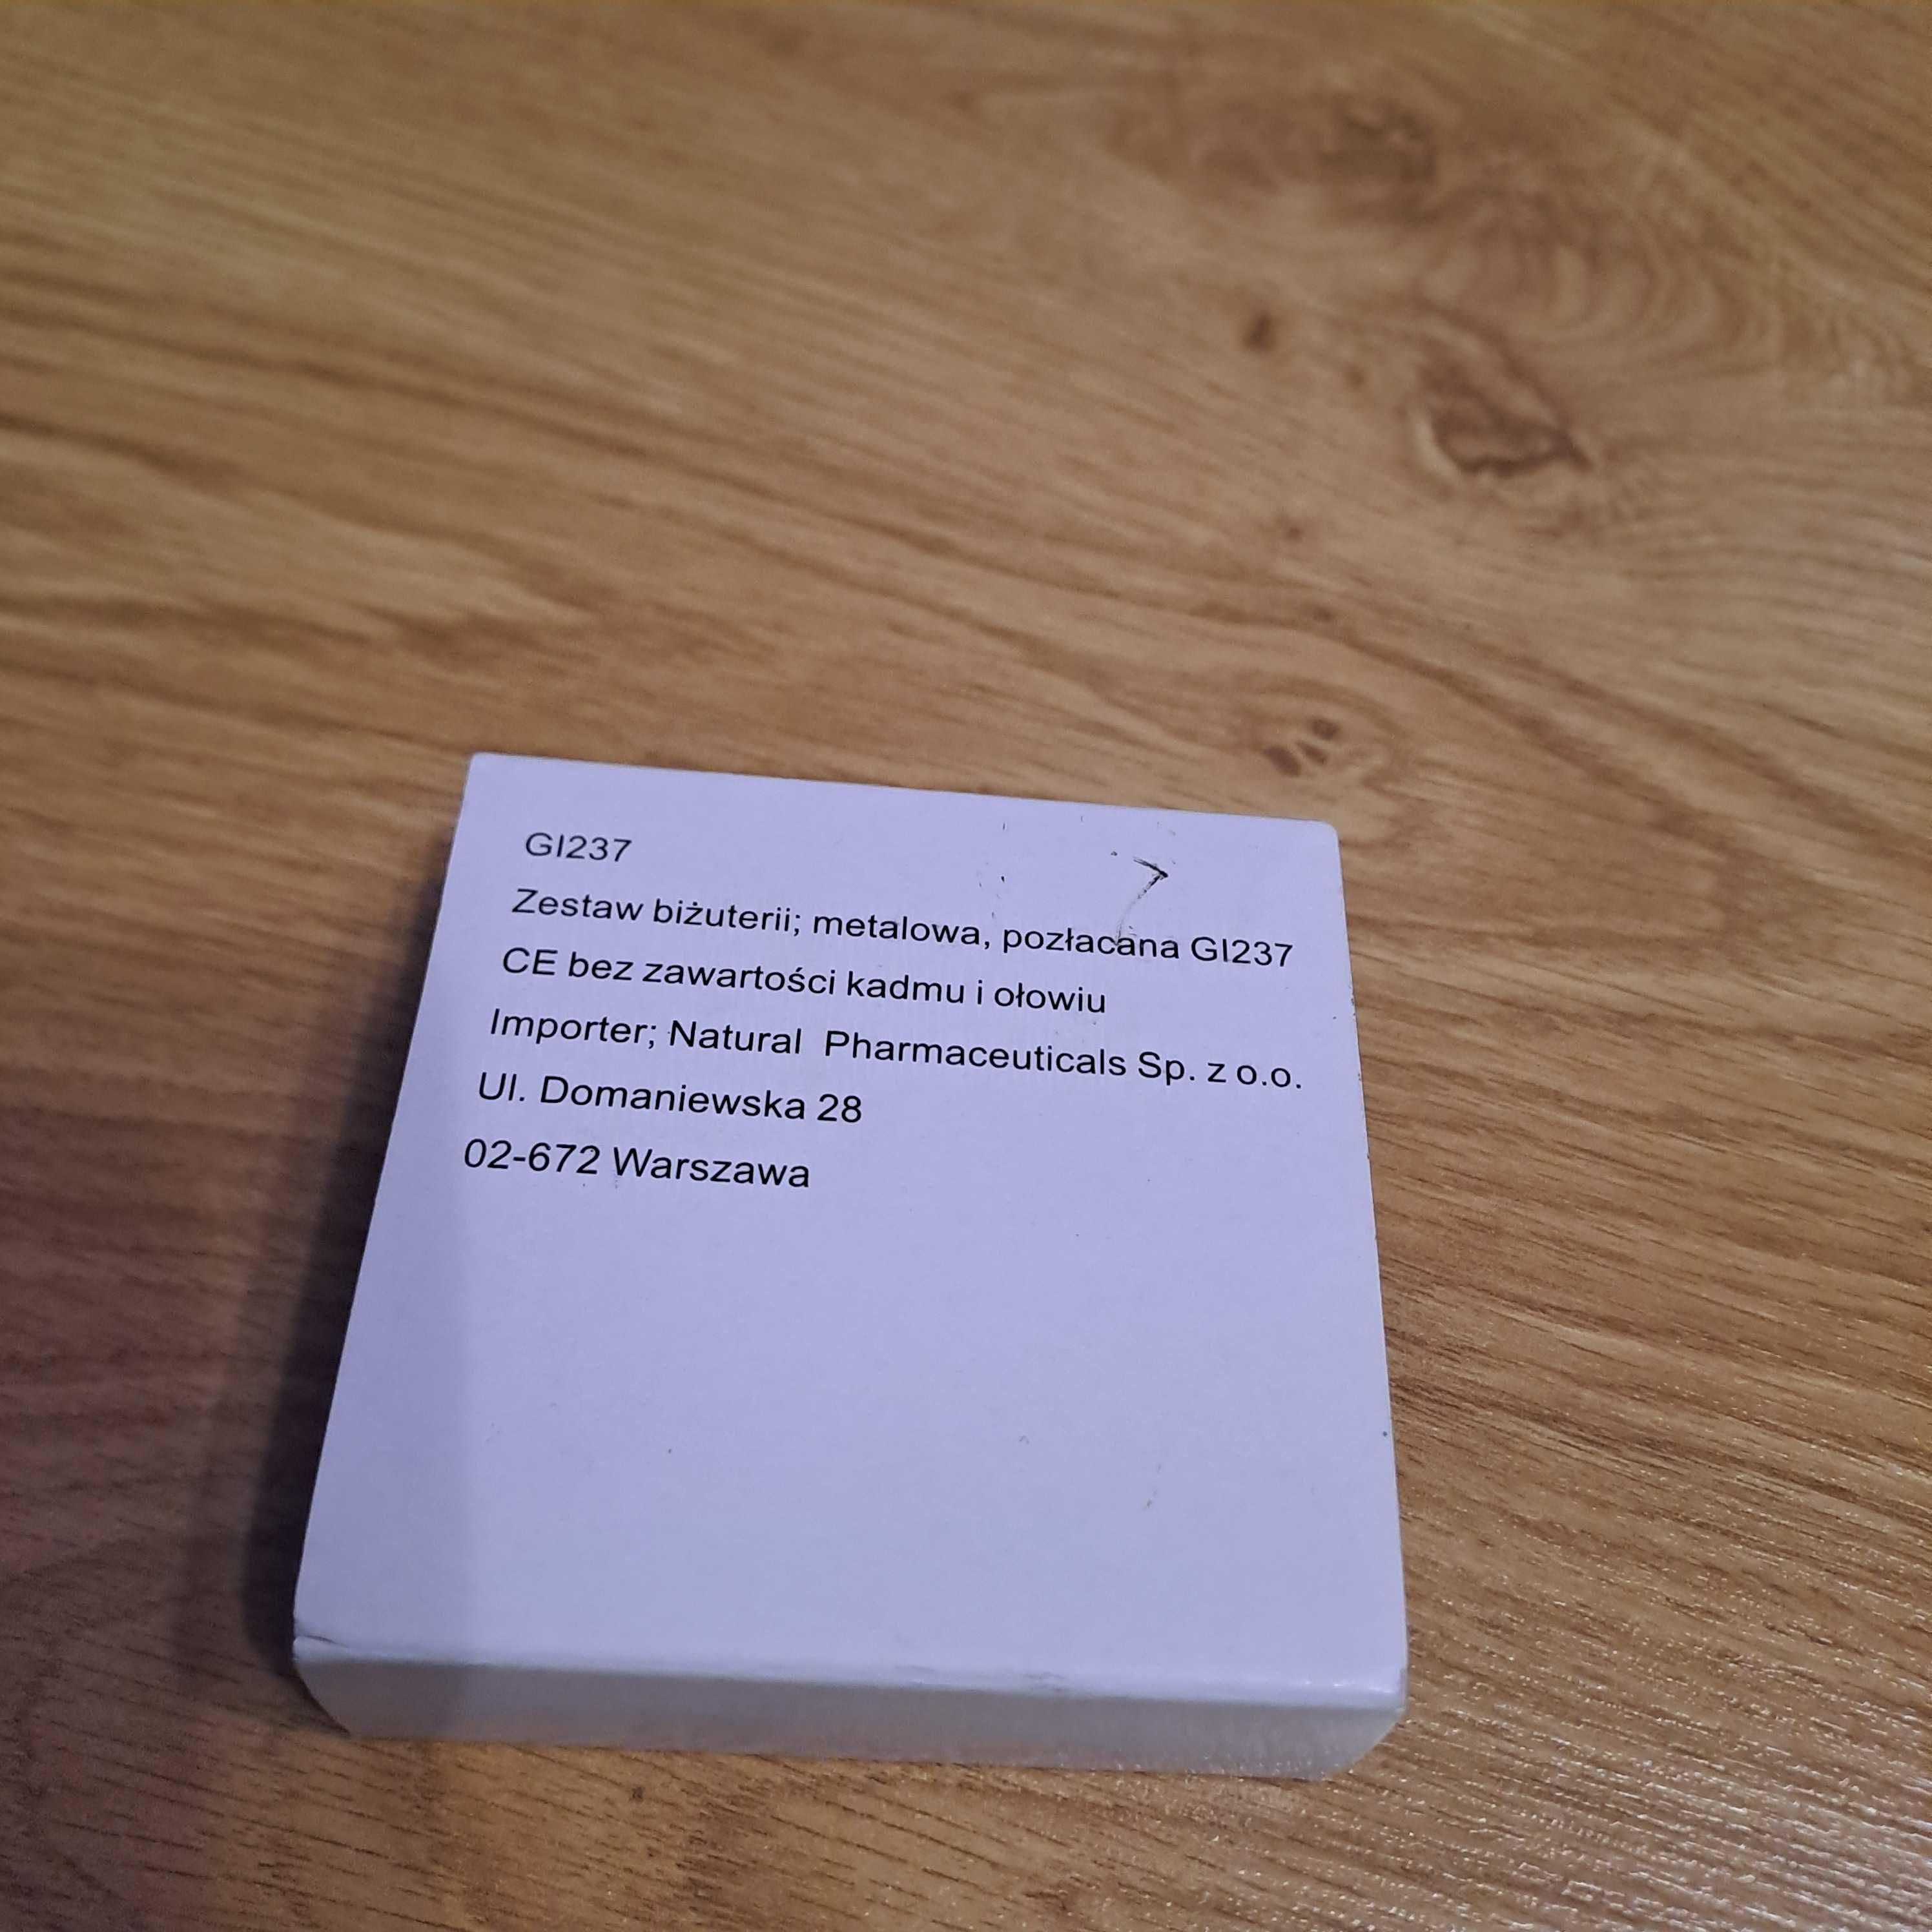 GI237
Zestaw biżuterii; metalowa, pozłacana GI237
CE bez zawartości kadmu i ołowiu
Importer; Natural Pharmaceuticals Sp. z o.o.
Ul. Domaniewska 28
02-672 Warszawa